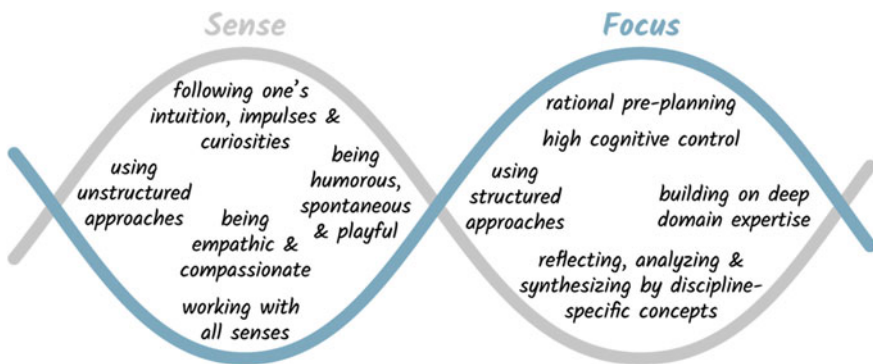 Sense
following one's
intuition, impulses &
curiosities
using
unstructured
approaches
being
humorous,
spontaneous
& playful
being
empathic &
compassionate
working with
all senses
Focus
rational pre-planning
high cognitive control
using
structured
approaches
building on deep
domain expertise
reflecting, analyzing &
synthesizing by discipline-
specific concepts